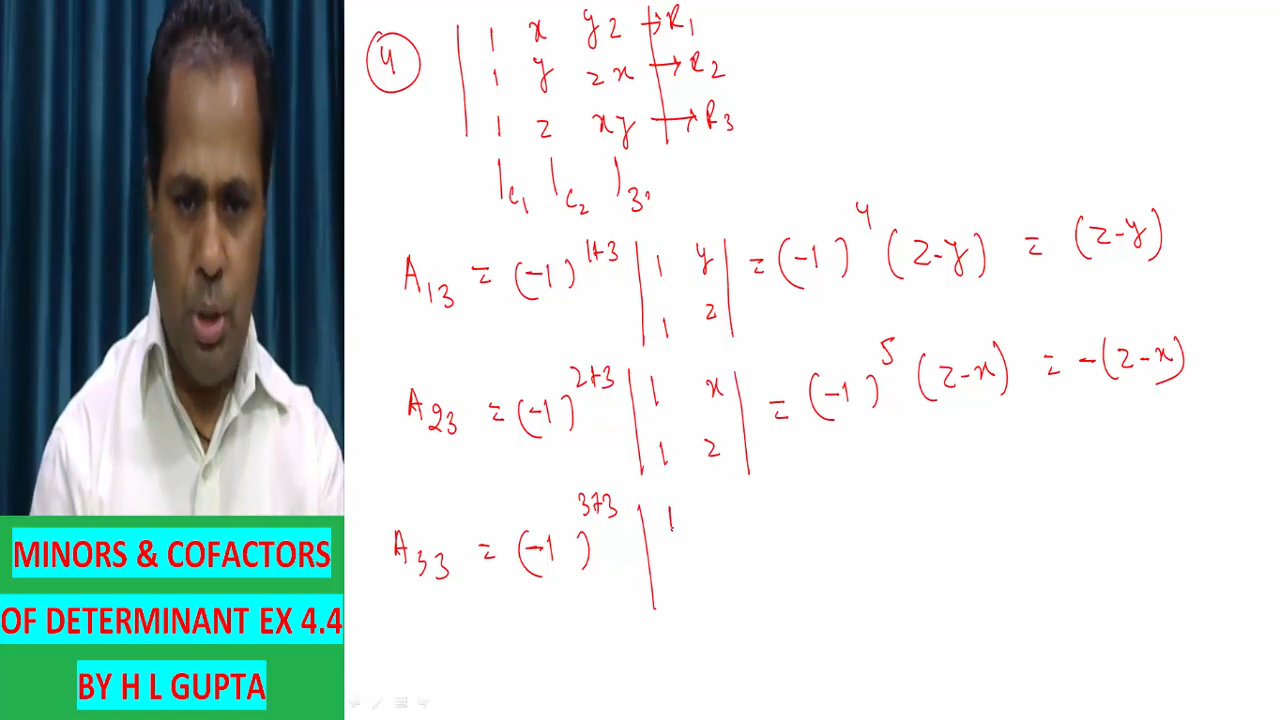 (4) | 1 x yz | → R1
| 1 y zx | → R2
| 1 z xy | → R3
| C1 | C2 | 3
A13 = (-1)^1+3 | 1 y | = (-1)^4 (z-y) = (z-y)
| 1 z |
A23 = (-1)^2+3 | 1 x | = (-1)^5 (z-x) = -(z-x)
| 1 z |
A33 = (-1)^3+3 | 1
MINORS & COFACTORS
OF DETERMINANT EX 4.4
BY H L GUPTA